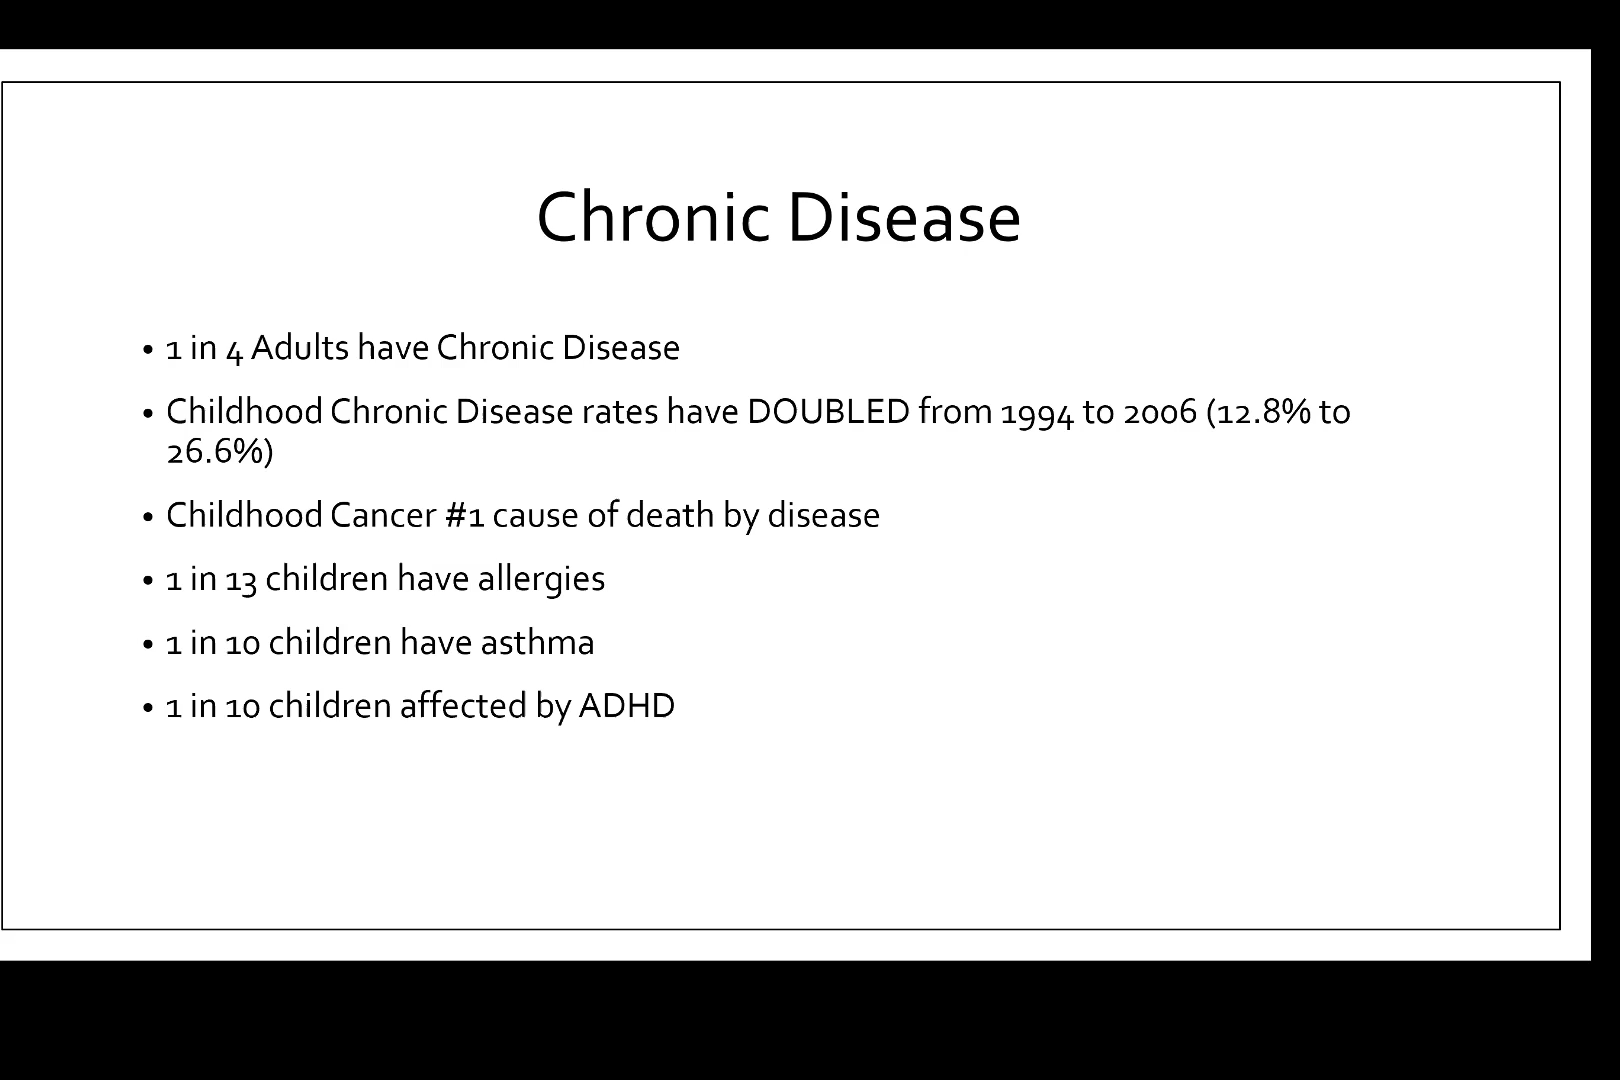 Chronic Disease
• 1 in 4 Adults have Chronic Disease
• Childhood Chronic Disease rates have DOUBLED from 1994 to 2006 (12.8% to
26.6%)
• Childhood Cancer #1 cause of death by disease
• 1 in 13 children have allergies
• 1 in 10 children have asthma
• 1 in 10 children affected by ADHD